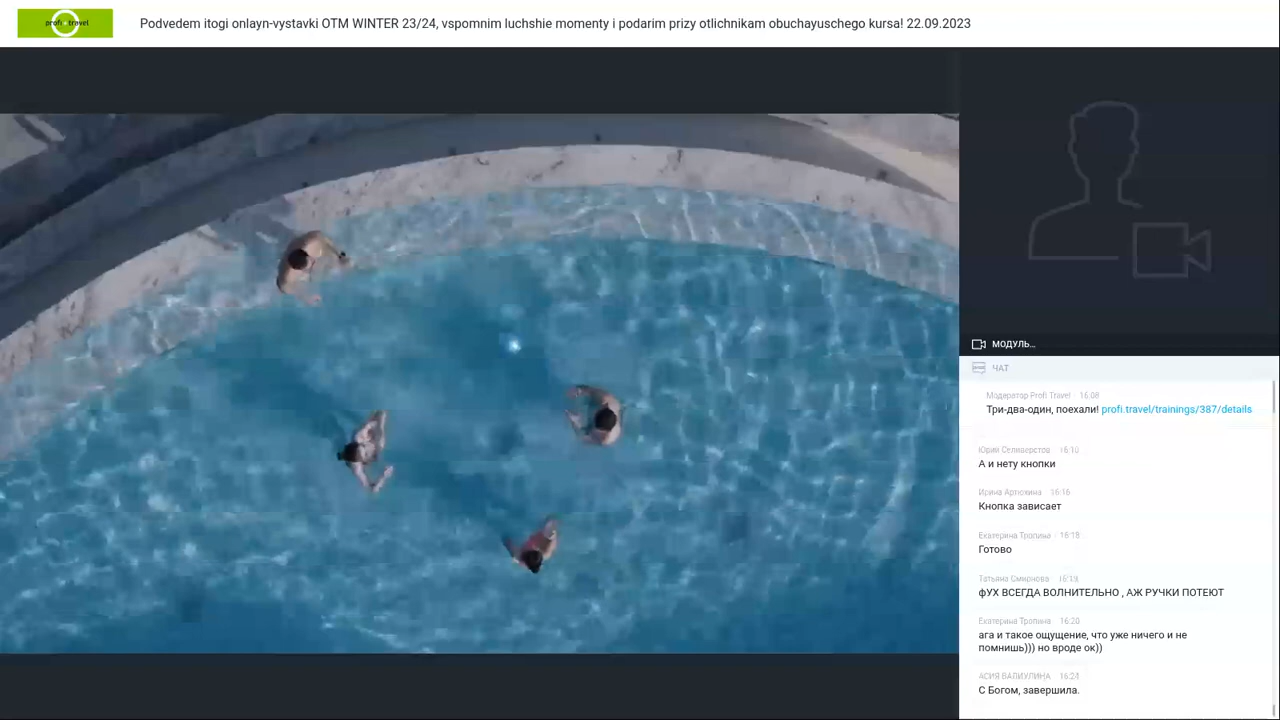 profi travel
Podvedem itogi onlayn-vystavki OTM WINTER 23/24, vspomnim luchshie momenty i podarim prizy otlichnikam obuchayuschego kursa! 22.09.2023
МОДУЛЬ...
ЧАТ
Модератор Profi Travel 16:08
Три-два-один, поехали! profi.travel/trainings/387/details
Юрий Селиверстов 16:10
А и нету кнопки
Ирина Артюхина 16:16
Кнопка зависает
Екатерина Тропина 16:18
Готово
Татьяна Смирнова 16:19
фУХ ВСЕГДА ВОЛНИТЕЛЬНО , АЖ РУЧКИ ПОТЕЮТ
Екатерина Тропина 16:20
ага и такое ощущение, что уже ничего и не
помнишь))) но вроде ок))
АСИЯ ВАЛИУЛИНА 16:24
С Богом, завершила.